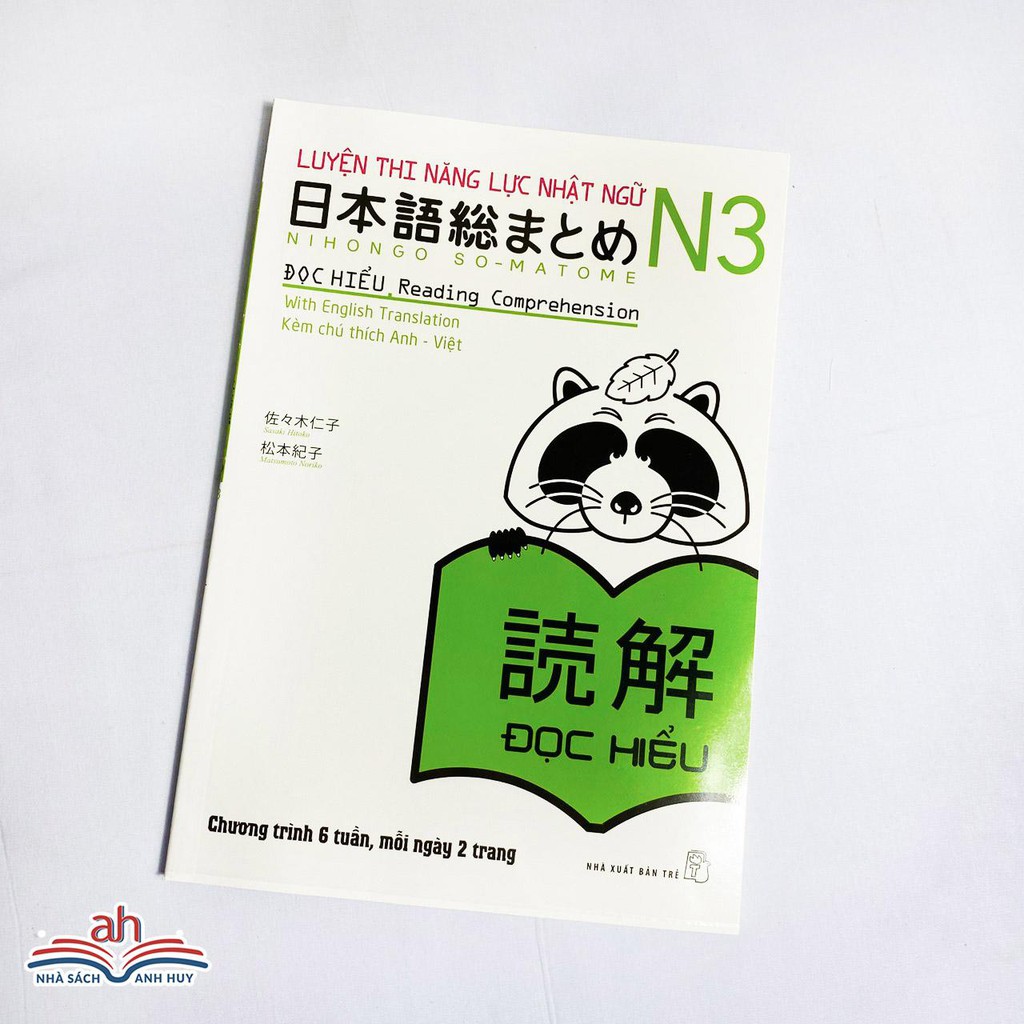 LUYỆN THI NĂNG LỰC NHẬT NGỮ
日本語総まとめ N3
NIHONGO SO-MATOME
ĐỌC HIỂU. Reading Comprehension
With English Translation
Kèm chú thích Anh - Việt
佐々木仁子
Sasaki Hitoko
松本紀子
Matsumoto Noriko
読解
ĐỌC HIỂU
Chương trình 6 tuần, mỗi ngày 2 trang
NHÀ XUẤT BẢN TRẺ
ah
NHÀ SÁCH ANH HUY